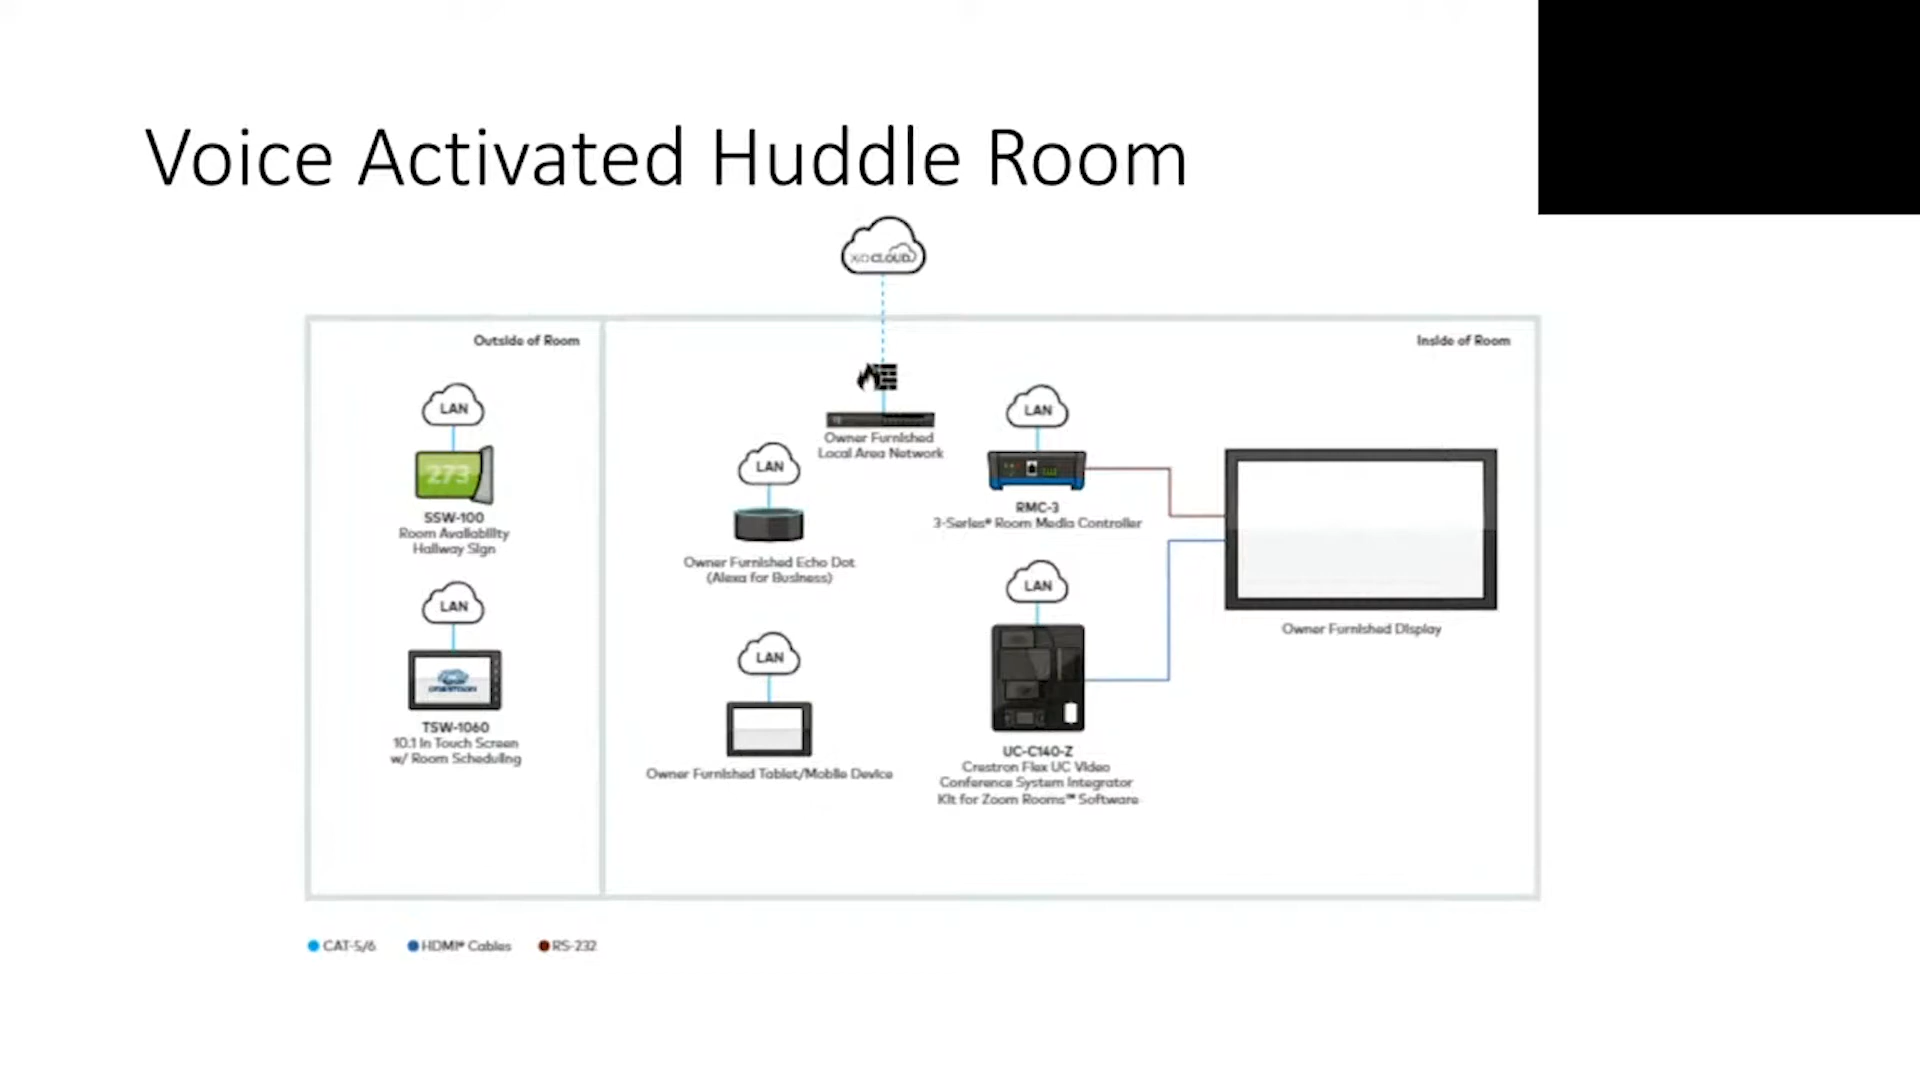 Voice Activated Huddle Room
X/O CLOUD
Outside of Room
Inside of Room
LAN
273
SSW-100
Room Availability
Hallway Sign
LAN
CRESTRON
TSW-1060
10.1 In Touch Screen
w/ Room Scheduling
Owner Furnished
Local Area Network
LAN
Owner Furnished Echo Dot
(Alexa for Business)
LAN
Owner Furnished Tablet/Mobile Device
LAN
RMC-3
3-Series® Room Media Controller
LAN
UC-C140-Z
Crestron Flex UC Video
Conference System Integrator
Kit for Zoom Rooms™ Software
Owner Furnished Display
CAT-5/6
HDMI® Cables
RS-232